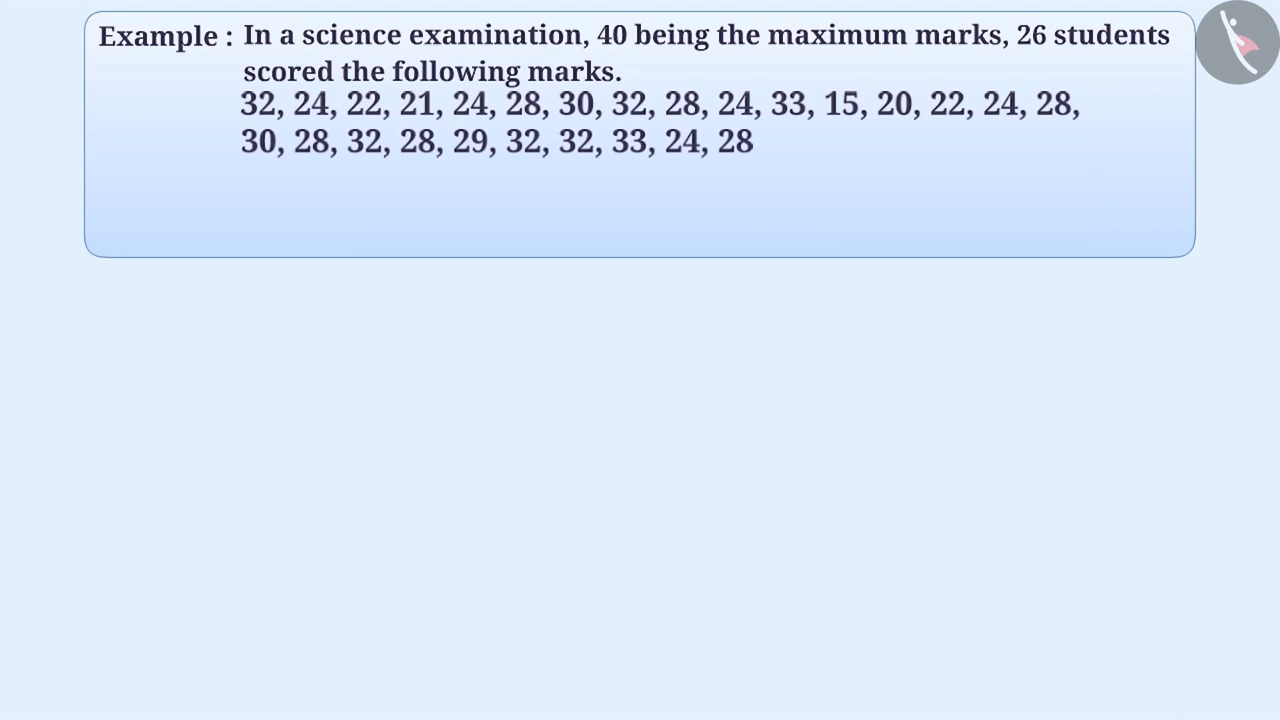 Example : In a science examination, 40 being the maximum marks, 26 students
scored the following marks.
32, 24, 22, 21, 24, 28, 30, 32, 28, 24, 33, 15, 20, 22, 24, 28,
30, 28, 32, 28, 29, 32, 32, 33, 24, 28